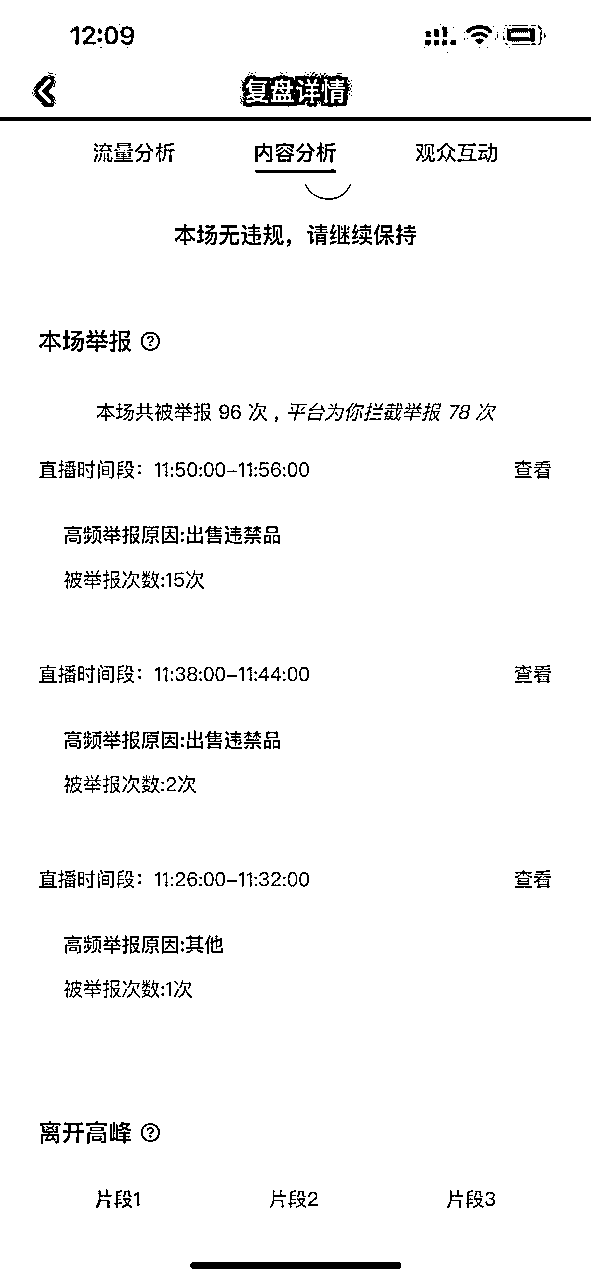 12:09
复盘详情
流量分析 内容分析 观众互动
本场无违规，请继续保持
本场举报 ?
本场共被举报 96 次 , 平台为你拦截举报 78 次
直播时间段：11:50:00–11:56:00 查看
高频举报原因:出售违禁品
被举报次数:15次
直播时间段：11:38:00–11:44:00 查看
高频举报原因:出售违禁品
被举报次数:2次
直播时间段：11:26:00–11:32:00 查看
高频举报原因:其他
被举报次数:1次
离开高峰 ?
片段1 片段2 片段3